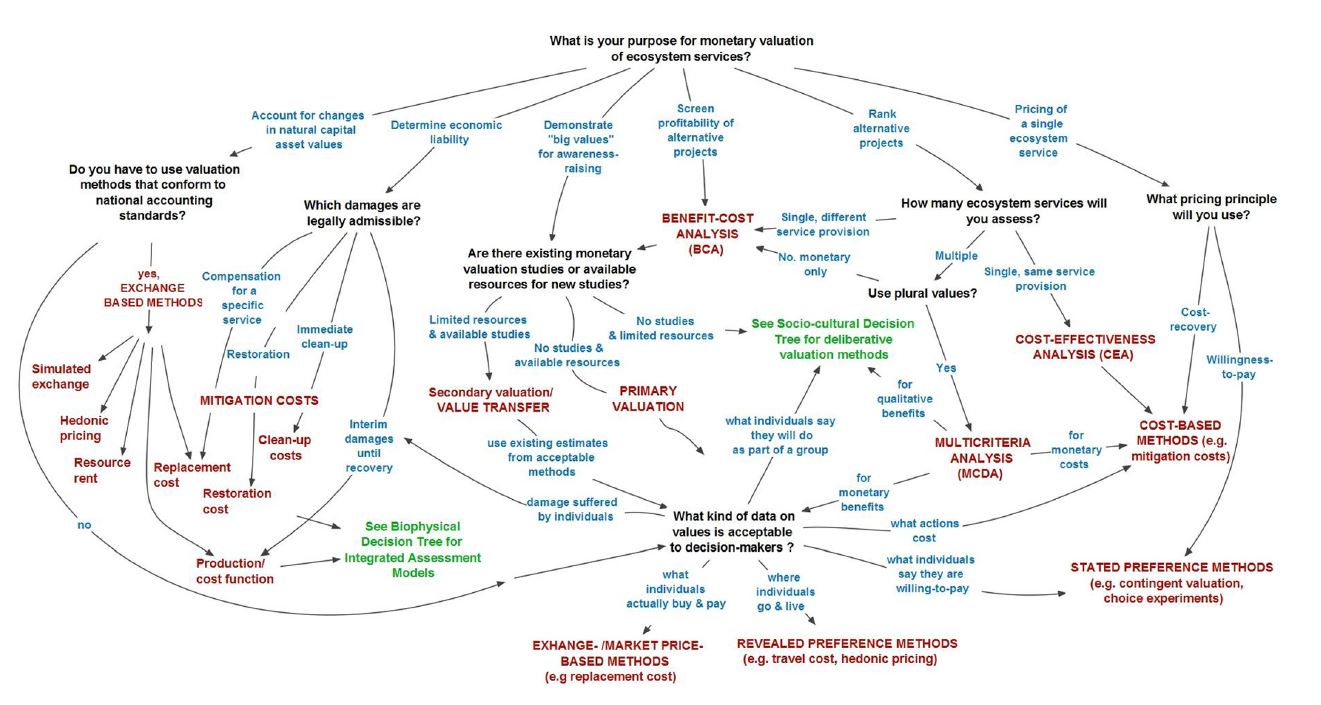 What is your purpose for monetary valuation
of ecosystem services?
Account for changes
in natural capital
asset values
Determine economic
liability
Demonstrate
"big values"
for awareness-
raising
Screen
profitability of
alternative
projects
Rank
alternative
projects
Pricing of
a single
ecosystem
service
Do you have to use valuation
methods that conform to
national accounting
standards?
Which damages are
legally admissible?
Are there existing monetary
valuation studies or available
resources for new studies?
BENEFIT-COST
ANALYSIS
(BCA)
Single, different
service provision
How many ecosystem services will
you assess?
What pricing principle
will you use?
No. monetary
only
Multiple
Single, same service
provision
Use plural values?
yes,
EXCHANGE
BASED METHODS
Compensation
for a
specific
service
Immediate
clean-up
Restoration
Limited resources
& available studies
No studies &
available resources
No studies
& limited resources
See Socio-cultural Decision
Tree for deliberative
valuation methods
COST-EFFECTIVENESS
ANALYSIS (CEA)
Cost-
recovery
Willingness-
to-pay
Yes
Simulated
exchange
Hedonic
pricing
Resource
rent
MITIGATION COSTS
Replacement
cost
Restoration
cost
Clean-up
costs
Interim
damages
until
recovery
Secondary valuation/
VALUE TRANSFER
PRIMARY
VALUATION
use existing estimates
from acceptable
methods
what individuals say
they will do
as part of a group
for
qualitative
benefits
MULTICRITERIA
ANALYSIS
(MCDA)
for
monetary
costs
COST-BASED
METHODS (e.g.
mitigation costs)
for
monetary
benefits
no
Production/
cost function
See Biophysical
Decision Tree for
Integrated Assessment
Models
damage suffered
by individuals
What kind of data on
values is acceptable
to decision-makers ?
what actions
cost
what individuals
say they are
willing-to-pay
what
individuals
actually buy & pay
where
individuals
go & live
STATED PREFERENCE METHODS
(e.g. contingent valuation,
choice experiments)
EXHANGE- /MARKET PRICE-
BASED METHODS
(e.g replacement cost)
REVEALED PREFERENCE METHODS
(e.g. travel cost, hedonic pricing)